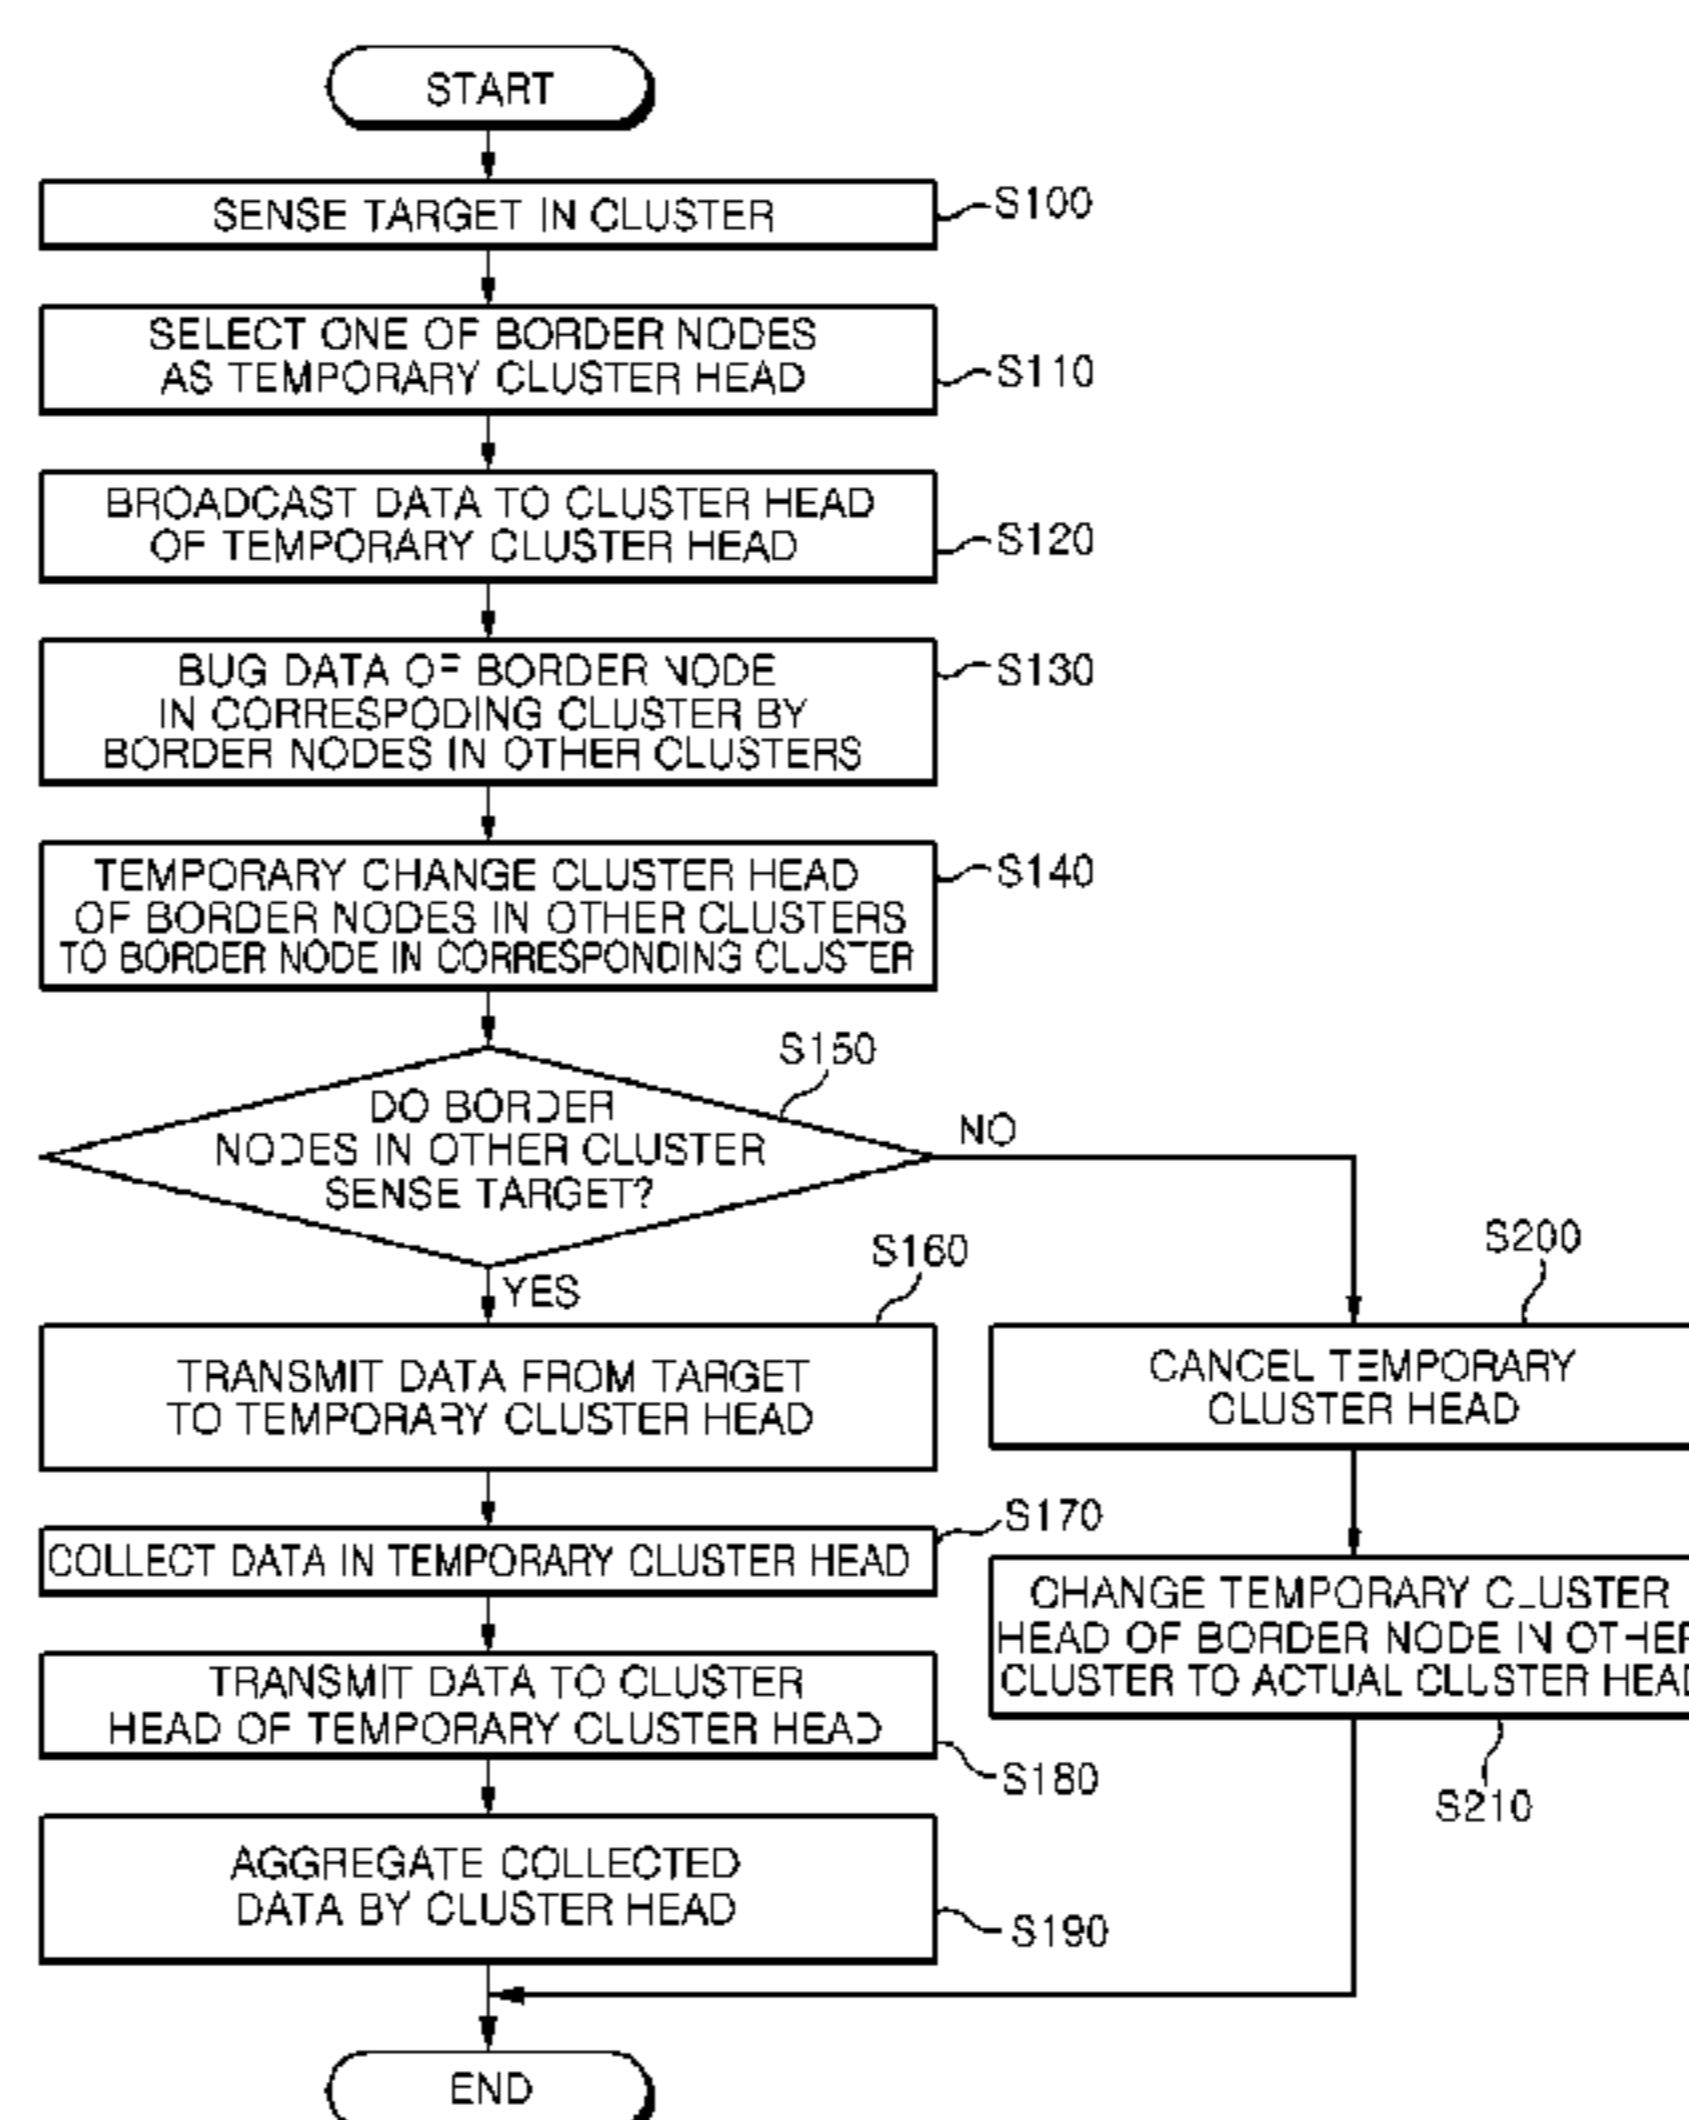 START
SENSE TARGET IN CLUSTER
S100
SELECT ONE OF BORDER NODES
AS TEMPORARY CLUSTER HEAD
S110
BROADCAST DATA TO CLUSTER HEAD
OF TEMPORARY CLUSTER HEAD
S120
BUG DATA OF BORDER NODE
IN CORRESPODING CLUSTER BY
BORDER NODES IN OTHER CLUSTERS
S130
TEMPORARY CHANGE CLUSTER HEAD
OF BORDER NODES IN OTHER CLUSTERS
TO BORDER NODE IN CORRESPONDING CLUSTER
S140
S150
DO BORDER
NODES IN OTHER CLUSTER
SENSE TARGET?
NO
YES
S160
TRANSMIT DATA FROM TARGET
TO TEMPORARY CLUSTER HEAD
S200
CANCEL TEMPORARY
CLUSTER HEAD
S170
COLLECT DATA IN TEMPORARY CLUSTER HEAD
CHANGE TEMPORARY CLUSTER
HEAD OF BORDER NODE IN OTHER
CLUSTER TO ACTUAL CLUSTER HEAD
S210
TRANSMIT DATA TO CLUSTER
HEAD OF TEMPORARY CLUSTER HEAD
S180
AGGREGATE COLLECTED
DATA BY CLUSTER HEAD
S190
END